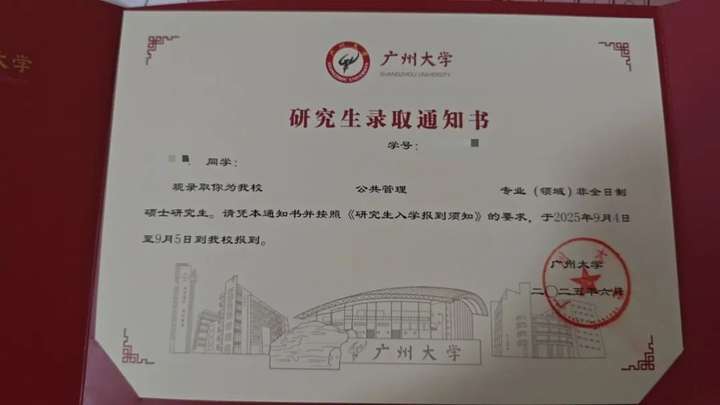 大学
广州大学
GUANGZHOU UNIVERSITY
研究生录取通知书
学号:
同学:
现录取你为我校 公共管理 专业(领域)非全日制
硕士研究生。请凭本通知书并按照《研究生入学报到须知》的要求,于2025年9月4日
至9月5日到我校报到。
广州大学
二〇二五年六月
广州大学